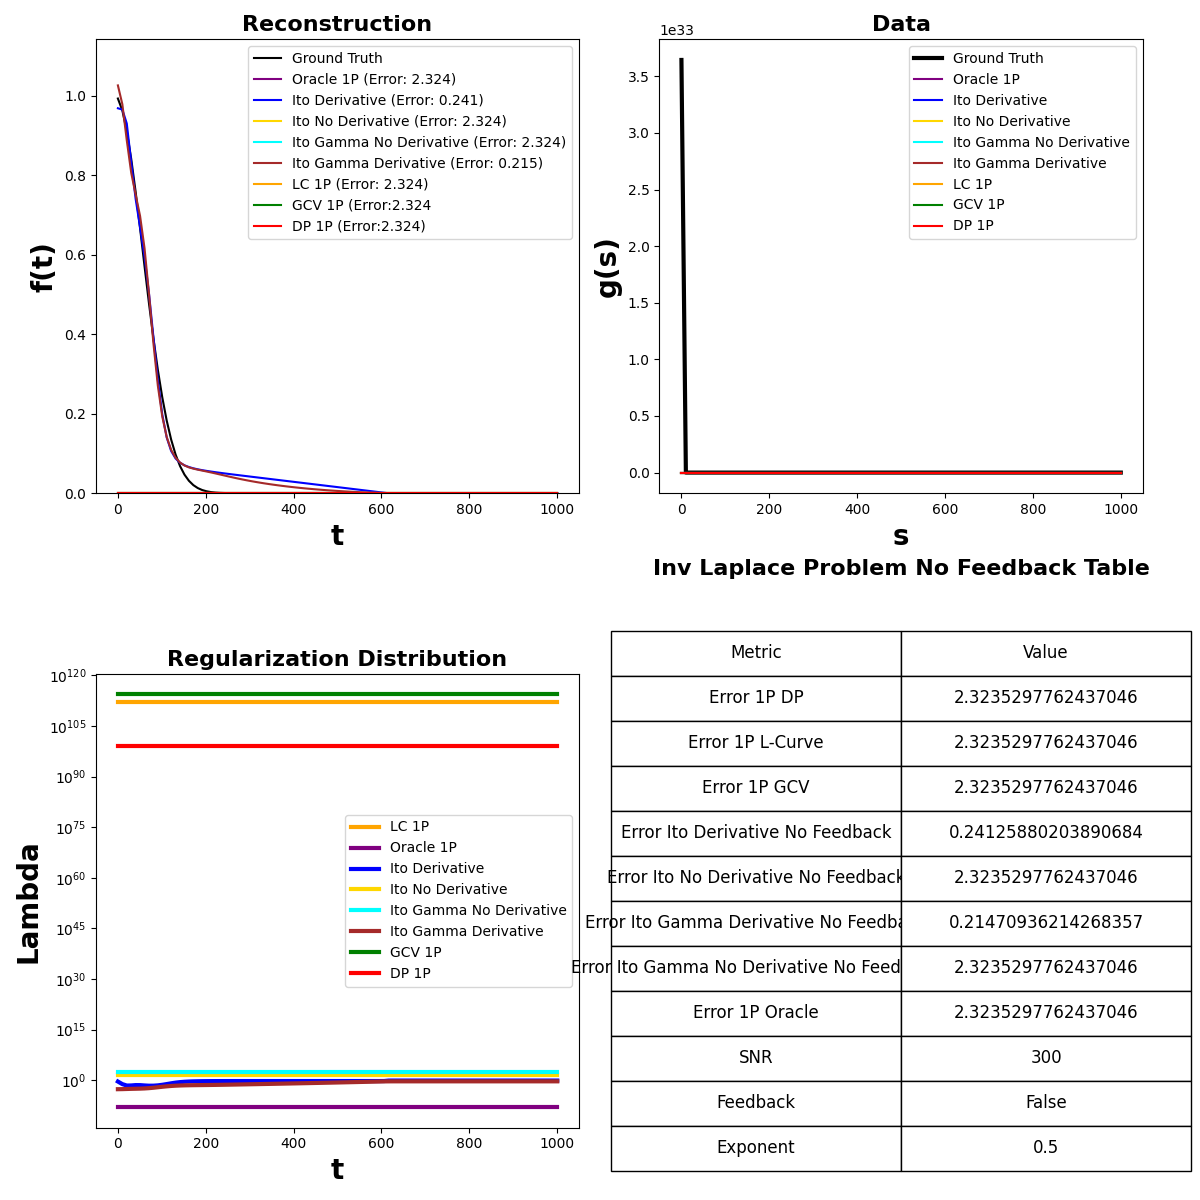 Reconstruction
f(t)
1.0
0.8
0.6
0.4
0.2
0.0
0 200 400 600 800 1000
t
Ground Truth
Oracle 1P (Error: 2.324)
Ito Derivative (Error: 0.241)
Ito No Derivative (Error: 2.324)
Ito Gamma No Derivative (Error: 2.324)
Ito Gamma Derivative (Error: 0.215)
LC 1P (Error: 2.324)
GCV 1P (Error:2.324
DP 1P (Error:2.324)
Data
1e33
g(s)
3.5
3.0
2.5
2.0
1.5
1.0
0.5
0.0
0 200 400 600 800 1000
s
Ground Truth
Oracle 1P
Ito Derivative
Ito No Derivative
Ito Gamma No Derivative
Ito Gamma Derivative
LC 1P
GCV 1P
DP 1P
Regularization Distribution
Lambda
10^120
10^105
10^90
10^75
10^60
10^45
10^30
10^15
10^0
0 200 400 600 800 1000
t
LC 1P
Oracle 1P
Ito Derivative
Ito No Derivative
Ito Gamma No Derivative
Ito Gamma Derivative
GCV 1P
DP 1P
Inv Laplace Problem No Feedback Table
Metric Value
Error 1P DP 2.3235297762437046
Error 1P L-Curve 2.3235297762437046
Error 1P GCV 2.3235297762437046
Error Ito Derivative No Feedback 0.24125880203890684
Error Ito No Derivative No Feedback 2.3235297762437046
Error Ito Gamma Derivative No Feedba 0.21470936214268357
Error Ito Gamma No Derivative No Feed 2.3235297762437046
Error 1P Oracle 2.3235297762437046
SNR 300
Feedback False
Exponent 0.5